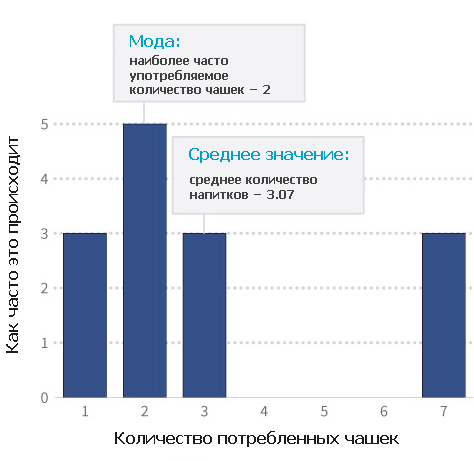 Мода:
наиболее часто
употребляемое
количество чашек – 2
Среднее значение:
среднее количество
напитков – 3.07
Как часто это происходит
5
4
3
2
1
0
1 2 3 4 5 6 7
Количество потребленных чашек